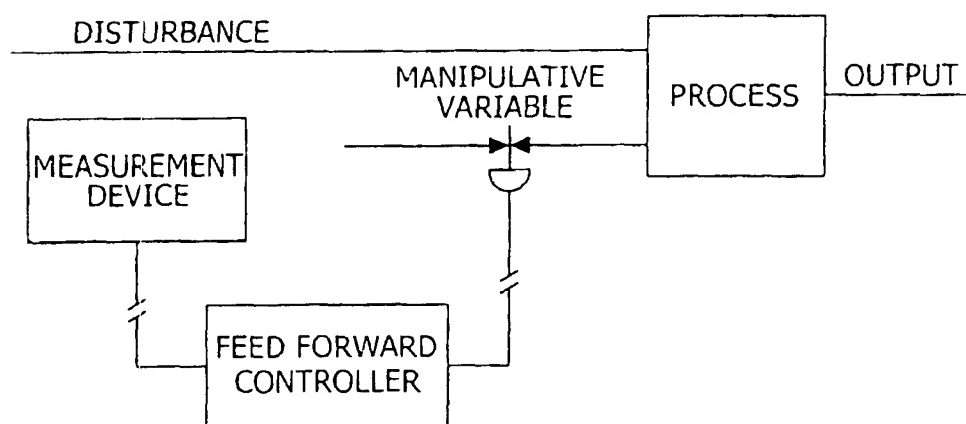 DISTURBANCE
MANIPULATIVE
VARIABLE
PROCESS
OUTPUT
MEASUREMENT
DEVICE
FEED FORWARD
CONTROLLER